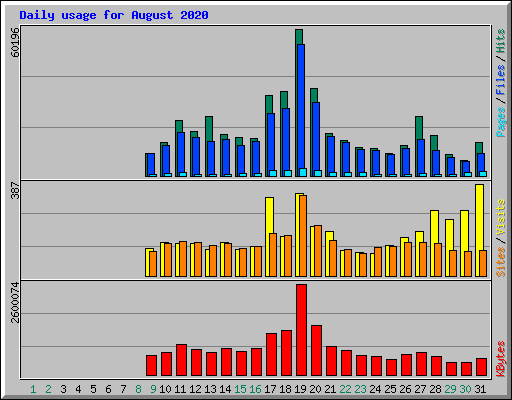 Daily usage for August 2020
60196
Pages / Files / Hits
387
Sites / Visits
2600074
KBytes
1 2 3 4 5 6 7 8 9 10 11 12 13 14 15 16 17 18 19 20 21 22 23 24 25 26 27 28 29 30 31